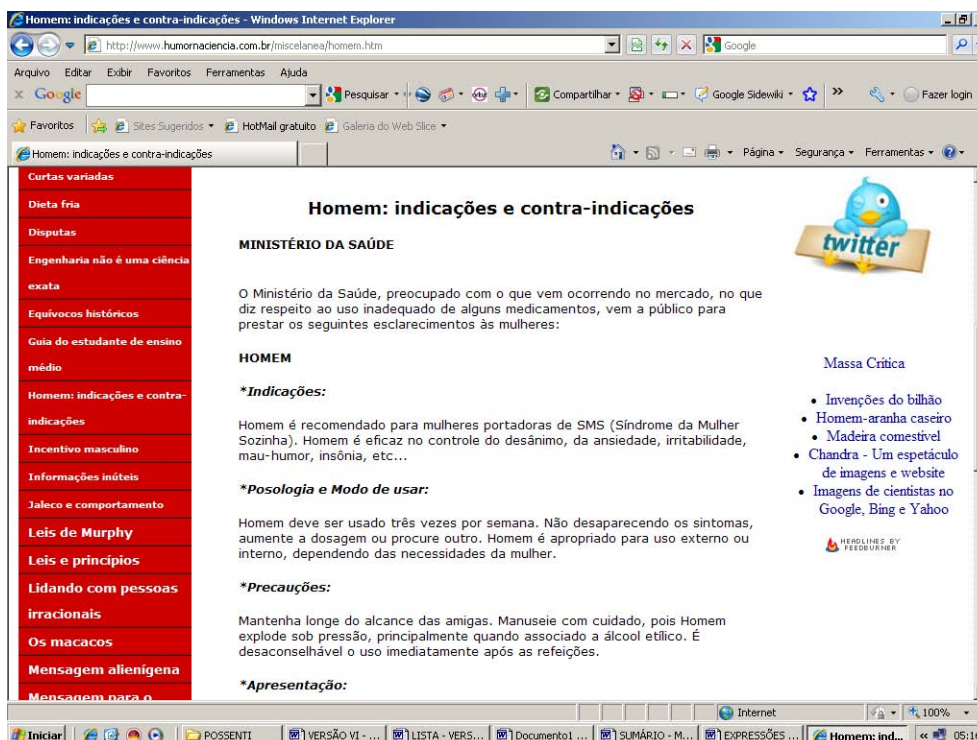 Homem: indicações e contra-indicações - Windows Internet Explorer
http://www.humornaciencia.com.br/miscelanea/homem.htm
Google
Arquivo Editar Exibir Favoritos Ferramentas Ajuda
x Google Pesquisar Compartilhar Google Sidewiki Fazer login
Favoritos Sites Sugeridos HotMail gratuito Galeria do Web Slice
Homem: indicações e contra-indicações
Página Segurança Ferramentas
Curtas variadas
Dieta fria
Disputas
Engenharia não é uma ciência
exata
Equívocos históricos
Guia do estudante de ensino
médio
Homem: indicações e contra-
indicações
Incentivo masculino
Informações inúteis
Jaleco e comportamento
Leis de Murphy
Leis e princípios
Lidando com pessoas
irracionais
Os macacos
Mensagem alienígena
Mensagem para o
Homem: indicações e contra-indicações
MINISTÉRIO DA SAÚDE
O Ministério da Saúde, preocupado com o que vem ocorrendo no mercado, no que
diz respeito ao uso inadequado de alguns medicamentos, vem a público para
prestar os seguintes esclarecimentos às mulheres:
HOMEM
*Indicações:
Homem é recomendado para mulheres portadoras de SMS (Síndrome da Mulher
Sozinha). Homem é eficaz no controle do desânimo, da ansiedade, irritabilidade,
mau-humor, insônia, etc...
*Posologia e Modo de usar:
Homem deve ser usado três vezes por semana. Não desaparecendo os sintomas,
aumente a dosagem ou procure outro. Homem é apropriado para uso externo ou
interno, dependendo das necessidades da mulher.
*Precauções:
Mantenha longe do alcance das amigas. Manuseie com cuidado, pois Homem
explode sob pressão, principalmente quando associado a álcool etílico. É
desaconselhável o uso imediatamente após as refeições.
*Apresentação:
twitter
Massa Crítica
Invenções do bilhão
Homem-aranha caseiro
Madeira comestível
Chandra - Um espetáculo
de imagens e website
Imagens de cientistas no
Google, Bing e Yahoo
HEADLINES BY
FEEDBURNER
Internet 100%
Iniciar POSSENTI VERSÃO VI - ... LISTA - VERS... Documento1 ... SUMÁRIO - M... EXPRESSÕES ... Homem: ind...